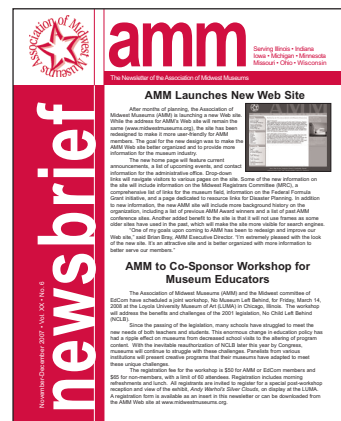 Association of Midwest Museums
amm
Serving Illinois • Indiana
Iowa • Michigan • Minnesota
Missouri • Ohio • Wisconsin
The Newsletter of the Association of Midwest Museums
newsbrief
November-December 2007 • Vol. XX • No. 6
AMM Launches New Web Site
After months of planning, the Association of
Midwest Museums (AMM) is launching a new Web site.
While the address for AMM's Web site will remain the
same (www.midwestmuseums.org), the site has been
redesigned to make it more user-friendly for AMM
members. The goal for the new design was to make the
AMM Web site better organized and to provide more
information for the museum industry.
The new home page will feature current
announcements, a list of upcoming events, and contact
information for the administrative office. Drop-down
links will navigate visitors to various pages on the site. Some of the new information on
the site will include information on the Midwest Registrars Committee (MRC), a
comprehensive list of links for the museum field, information on the Federal Formula
Grant initiative, and a page dedicated to resources links for Disaster Planning. In addition
to new information, the new AMM site will include more background history on the
organization, including a list of previous AMM Award winners and a list of past AMM
conference sites. Another added benefit to the site is that it will not use frames as some
older sites have used in the past, which will make the site more visible for search engines.
"One of my goals upon coming to AMM has been to redesign and improve our
Web site," said Brian Bray, AMM Executive Director. "I'm extremely pleased with the look
of the new site. It's an attractive site and is better organized with more information to
better serve our members."
AMM to Co-Sponsor Workshop for
Museum Educators
The Association of Midwest Museums (AMM) and the Midwest committee of
EdCom have scheduled a joint workshop, No Museum Left Behind, for Friday, March 14,
2008 at the Loyola University Museum of Art (LUMA) in Chicago, Illinois. The workshop
will address the benefits and challenges of the 2001 legislation, No Child Left Behind
(NCLB).
Since the passing of the legislation, many schools have struggled to meet the
new needs of both teachers and students. This enormous change in education policy has
had a ripple effect on museums from decreased school visits to the altering of program
content. With the inevitable reauthorization of NCLB later this year by Congress,
museums will continue to struggle with these challenges. Panelists from various
institutions will present creative programs that their museums have adapted to meet
these unique challenges.
The registration fee for the workshop is $50 for AMM or EdCom members and
$65 for non-members, with a limit of 60 attendees. Registration includes morning
refreshments and lunch. All registrants are invited to register for a special post-workshop
reception and view of the exhibit, Andy Warhol's Silver Clouds, on display at the LUMA.
A registration form is available as an insert in this newsletter or can be downloaded from
the AMM Web site at www.midwestmuseums.org.